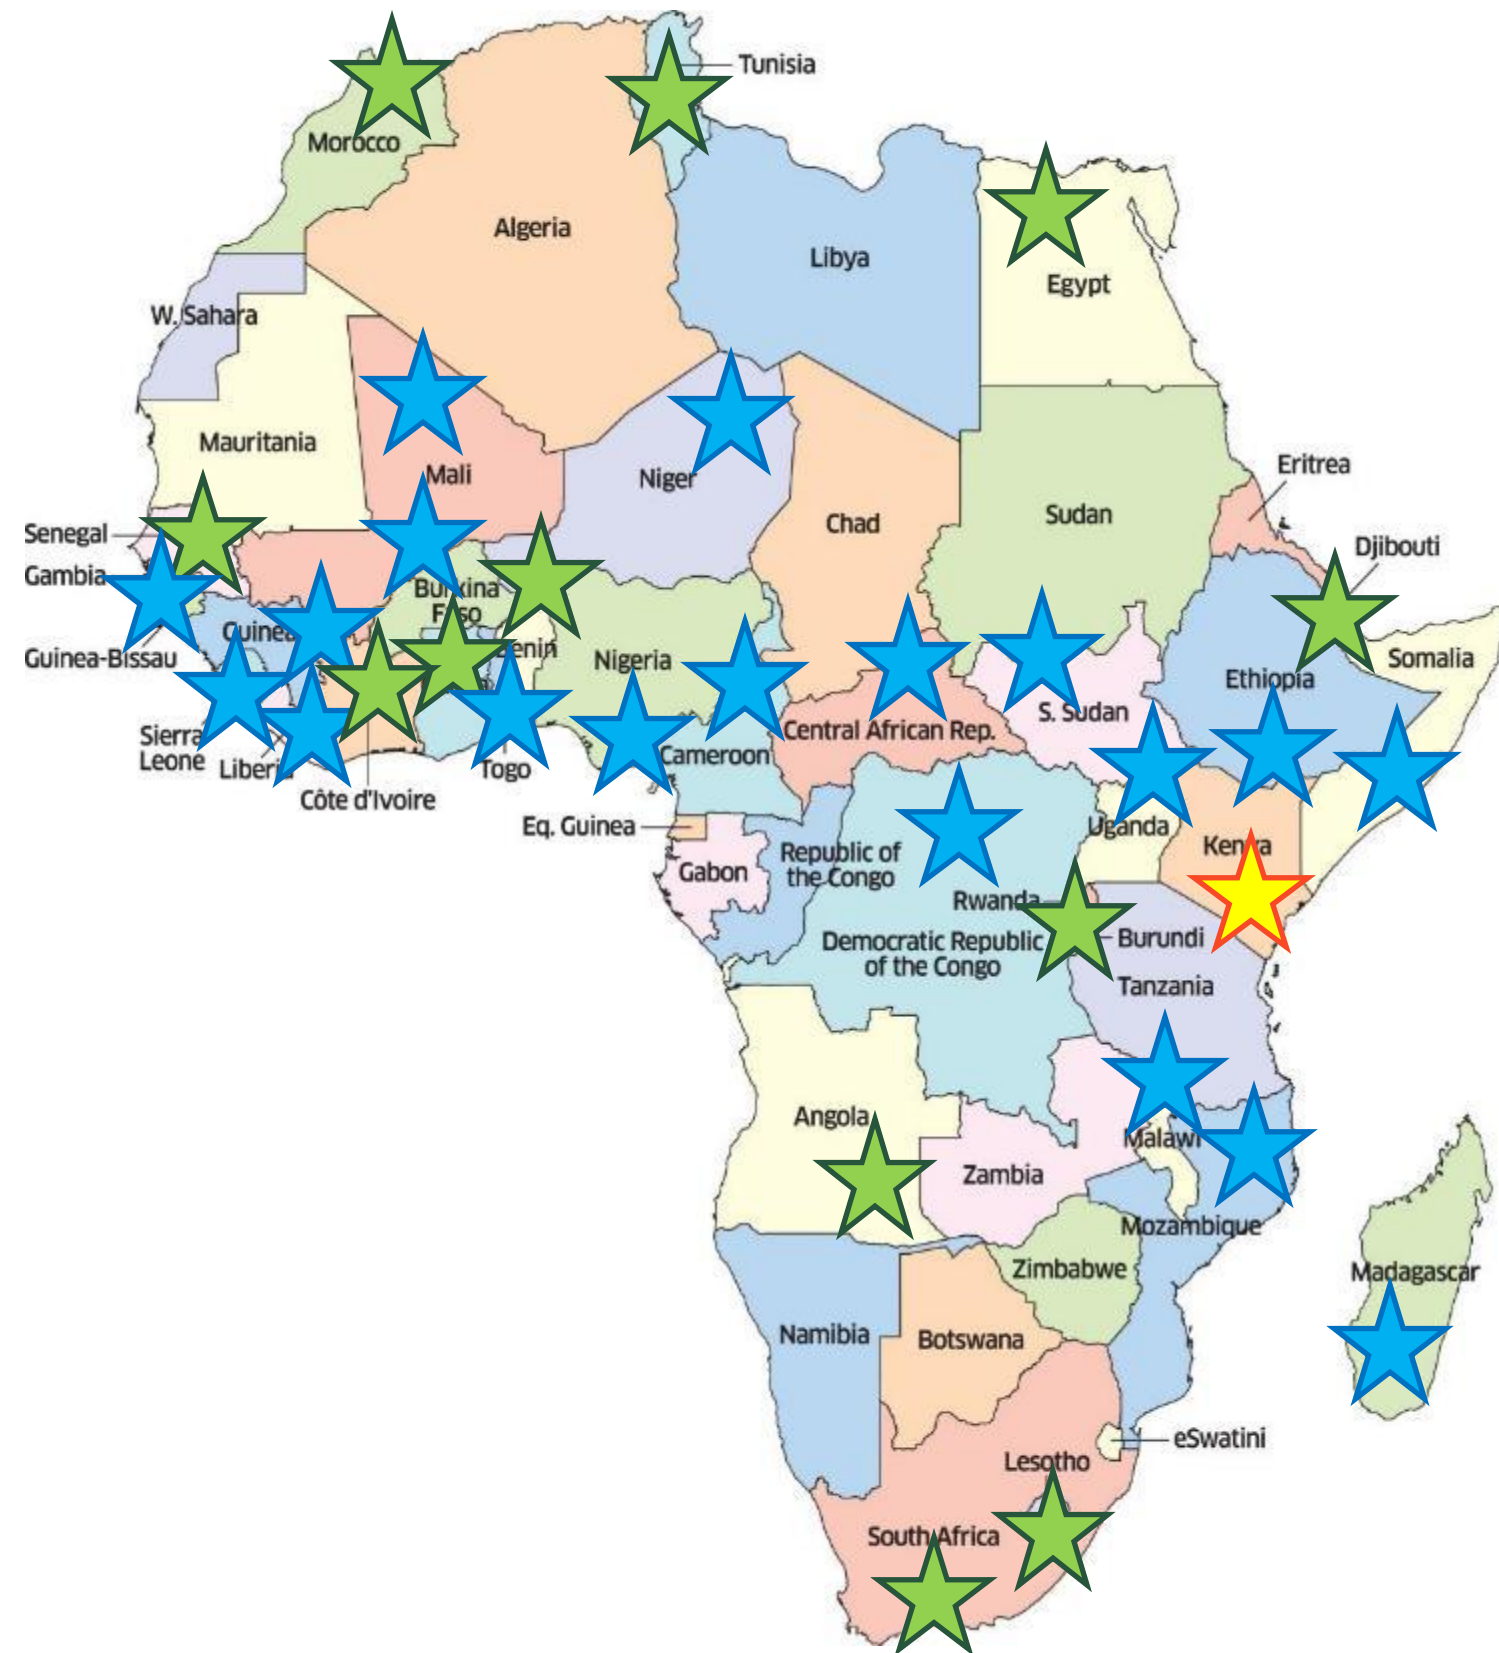 Tunisia
Morocco
Algeria
Libya
Egypt
W. Sahara
Mauritania
Mali
Niger
Chad
Sudan
Eritrea
Djibouti
Senegal
Gambia
Guinea-Bissau
Guinea
Burkina
Faso
Nigeria
Ethiopia
Somalia
S. Sudan
Central African Rep.
Cameroon
Sierra
Leone
Togo
Côte d'Ivoire
Eq. Guinea
Gabon
Republic of
the Congo
Uganda
Rwanda
Burundi
Democratic Republic
of the Congo
Tanzania
Angola
Zambia
Malawi
Mozambique
Zimbabwe
Madagascar
Namibia
Botswana
eSwatini
Lesotho
South Africa